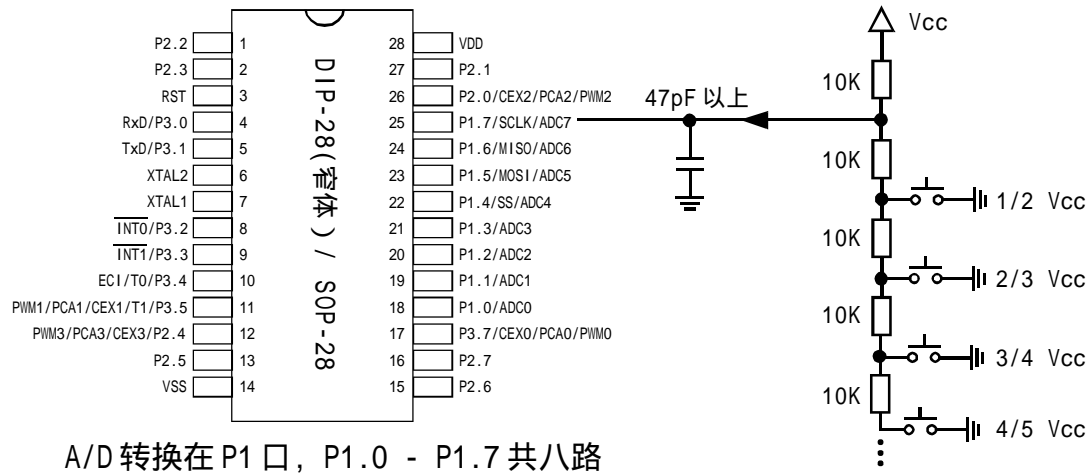 P2.2 1
P2.3 2
RST 3
RxD/P3.0 4
TxD/P3.1 5
XTAL2 6
XTAL1 7
INT0/P3.2 8
INT1/P3.3 9
ECI/T0/P3.4 10
PWM1/PCA1/CEX1/T1/P3.5 11
PWM3/PCA3/CEX3/P2.4 12
P2.5 13
VSS 14
DIP-28(窄体) / SOP-28
28 VDD
27 P2.1
26 P2.0/CEX2/PCA2/PWM2
25 P1.7/SCLK/ADC7
24 P1.6/MISO/ADC6
23 P1.5/MOSI/ADC5
22 P1.4/SS/ADC4
21 P1.3/ADC3
20 P1.2/ADC2
19 P1.1/ADC1
18 P1.0/ADC0
17 P3.7/CEX0/PCA0/PWM0
16 P2.7
15 P2.6
47pF 以上
Vcc
10K
10K
1/2 Vcc
10K
2/3 Vcc
10K
3/4 Vcc
10K
4/5 Vcc
A/D 转换在 P1 口, P1.0 - P1.7 共八路